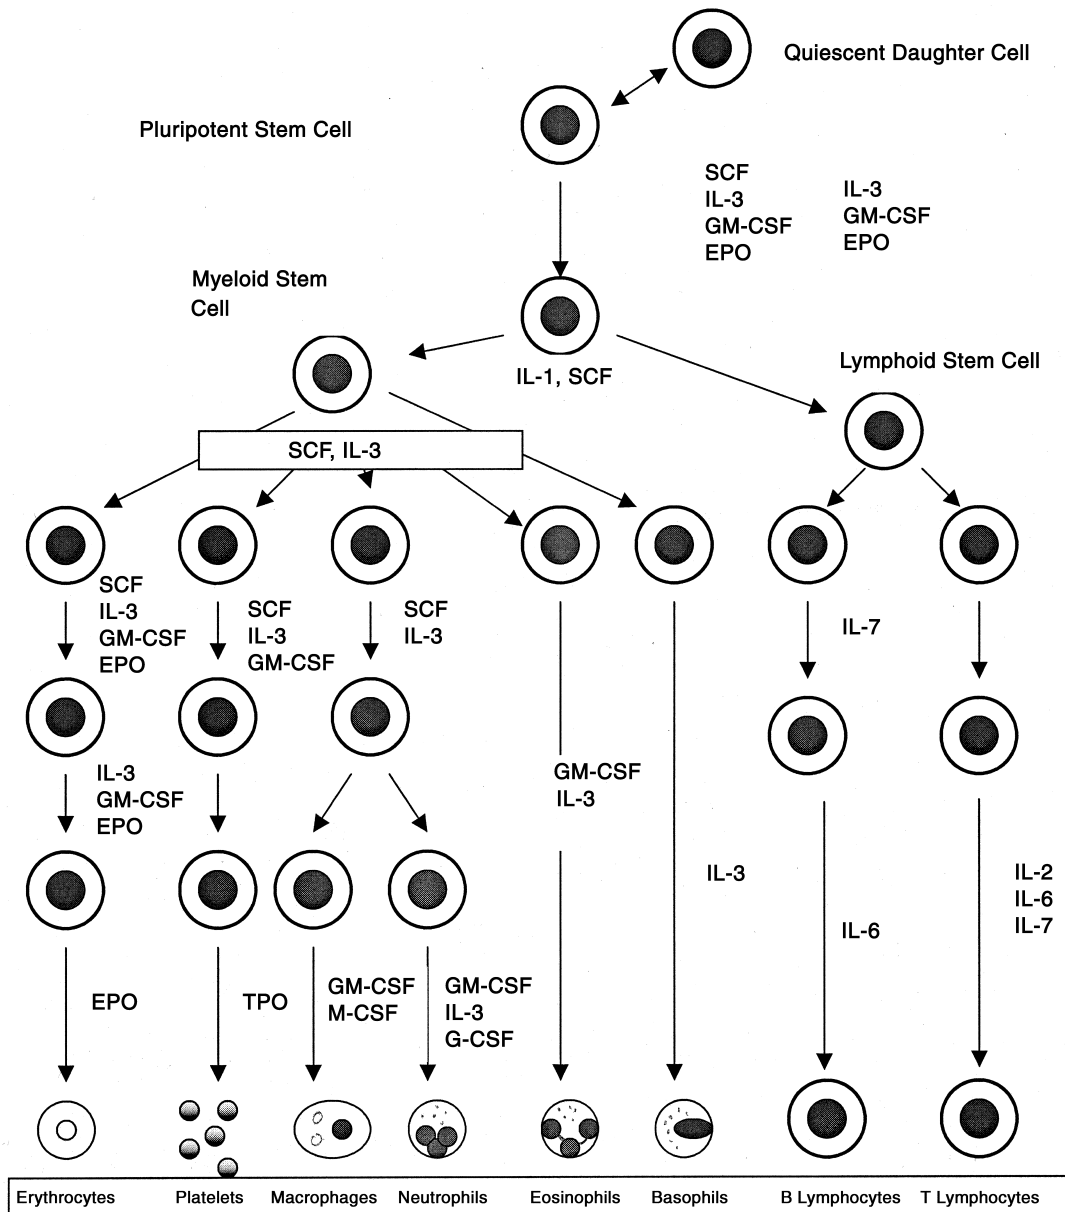 Quiescent Daughter Cell
Pluripotent Stem Cell
SCF
IL-3
GM-CSF
EPO
IL-3
GM-CSF
EPO
Myeloid Stem
Cell
IL-1, SCF
Lymphoid Stem Cell
SCF, IL-3
SCF
IL-3
GM-CSF
EPO
SCF
IL-3
GM-CSF
SCF
IL-3
IL-7
IL-3
GM-CSF
EPO
GM-CSF
IL-3
IL-3
IL-6
IL-2
IL-6
IL-7
EPO
TPO
GM-CSF
M-CSF
GM-CSF
IL-3
G-CSF
Erythrocytes
Platelets
Macrophages
Neutrophils
Eosinophils
Basophils
B Lymphocytes
T Lymphocytes